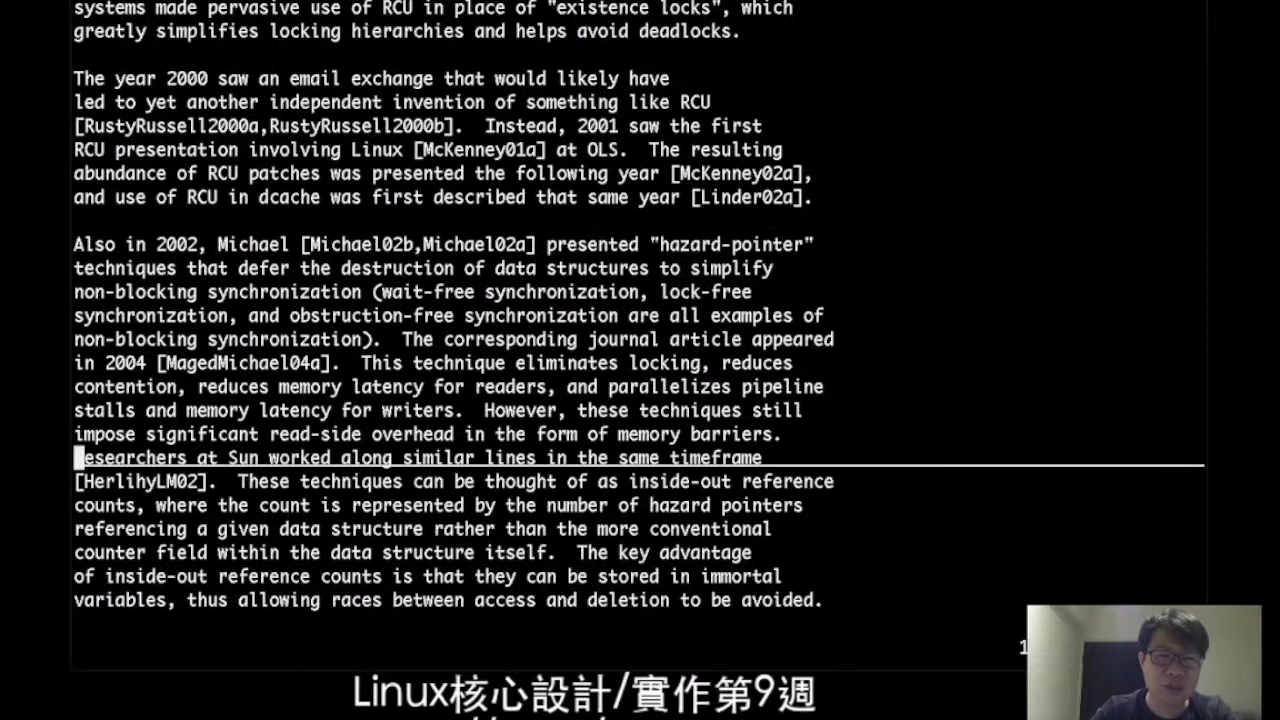 systems made pervasive use of RCU in place of "existence locks", which
greatly simplifies locking hierarchies and helps avoid deadlocks.
The year 2000 saw an email exchange that would likely have
led to yet another independent invention of something like RCU
[RustyRussell2000a,RustyRussell2000b].  Instead, 2001 saw the first
RCU presentation involving Linux [McKenney01a] at OLS.  The resulting
abundance of RCU patches was presented the following year [McKenney02a],
and use of RCU in dcache was first described that same year [Linder02a].
Also in 2002, Michael [Michael02b,Michael02a] presented "hazard-pointer"
techniques that defer the destruction of data structures to simplify
non-blocking synchronization (wait-free synchronization, lock-free
synchronization, and obstruction-free synchronization are all examples of
non-blocking synchronization).  The corresponding journal article appeared
in 2004 [MagedMichael04a].  This technique eliminates locking, reduces
contention, reduces memory latency for readers, and parallelizes pipeline
stalls and memory latency for writers.  However, these techniques still
impose significant read-side overhead in the form of memory barriers.
esearchers at Sun worked along similar lines in the same timeframe
[HerlihyLM02].  These techniques can be thought of as inside-out reference
counts, where the count is represented by the number of hazard pointers
referencing a given data structure rather than the more conventional
counter field within the data structure itself.  The key advantage
of inside-out reference counts is that they can be stored in immortal
variables, thus allowing races between access and deletion to be avoided.
Linux核心設計/實作第9週